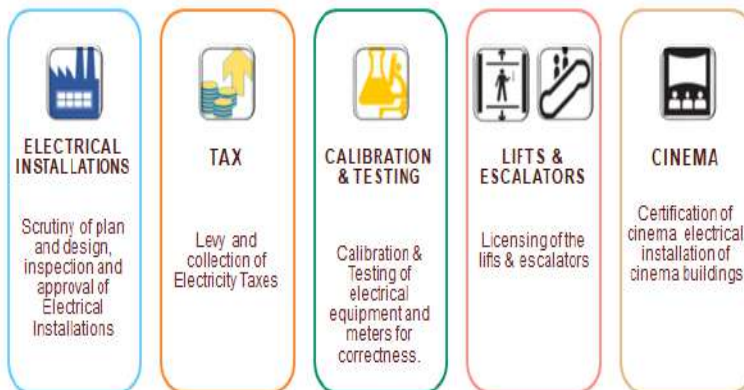 ELECTRICAL
INSTALLATIONS
Scrutiny of plan
and design,
inspection and
approval of
Electrical
Installations
TAX
Levy and
collection of
Electricity Taxes
CALIBRATION
& TESTING
Calibration &
Testing of
electrical
equipment and
meters for
correctness.
LIFTS &
ESCALATORS
Licensing of the
lifts & escalators
CINEMA
Certification of
cinema electrical
installation of
cinema buildings